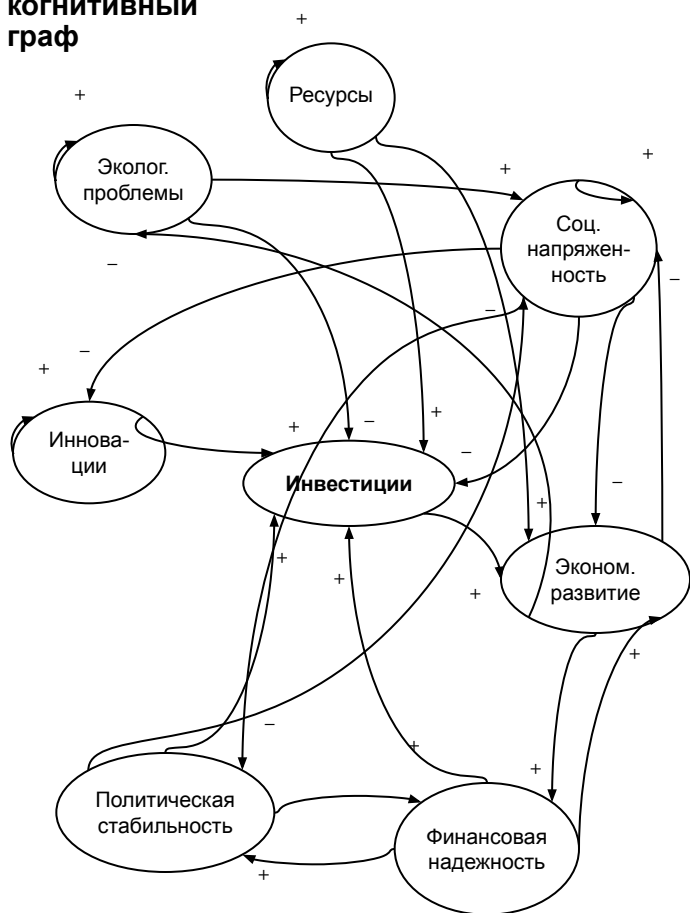 когнитивный
граф
+
Ресурсы
+
Эколог.
проблемы
+
+
Соц.
напряжен-
ность
–
–
–
–
+
+
–
+
Иннова-
ции
–
Инвестиции
–
+
+
+
Эконом.
развитие
+
+
–
+
+
Политическая
стабильность
Финансовая
надежность
+